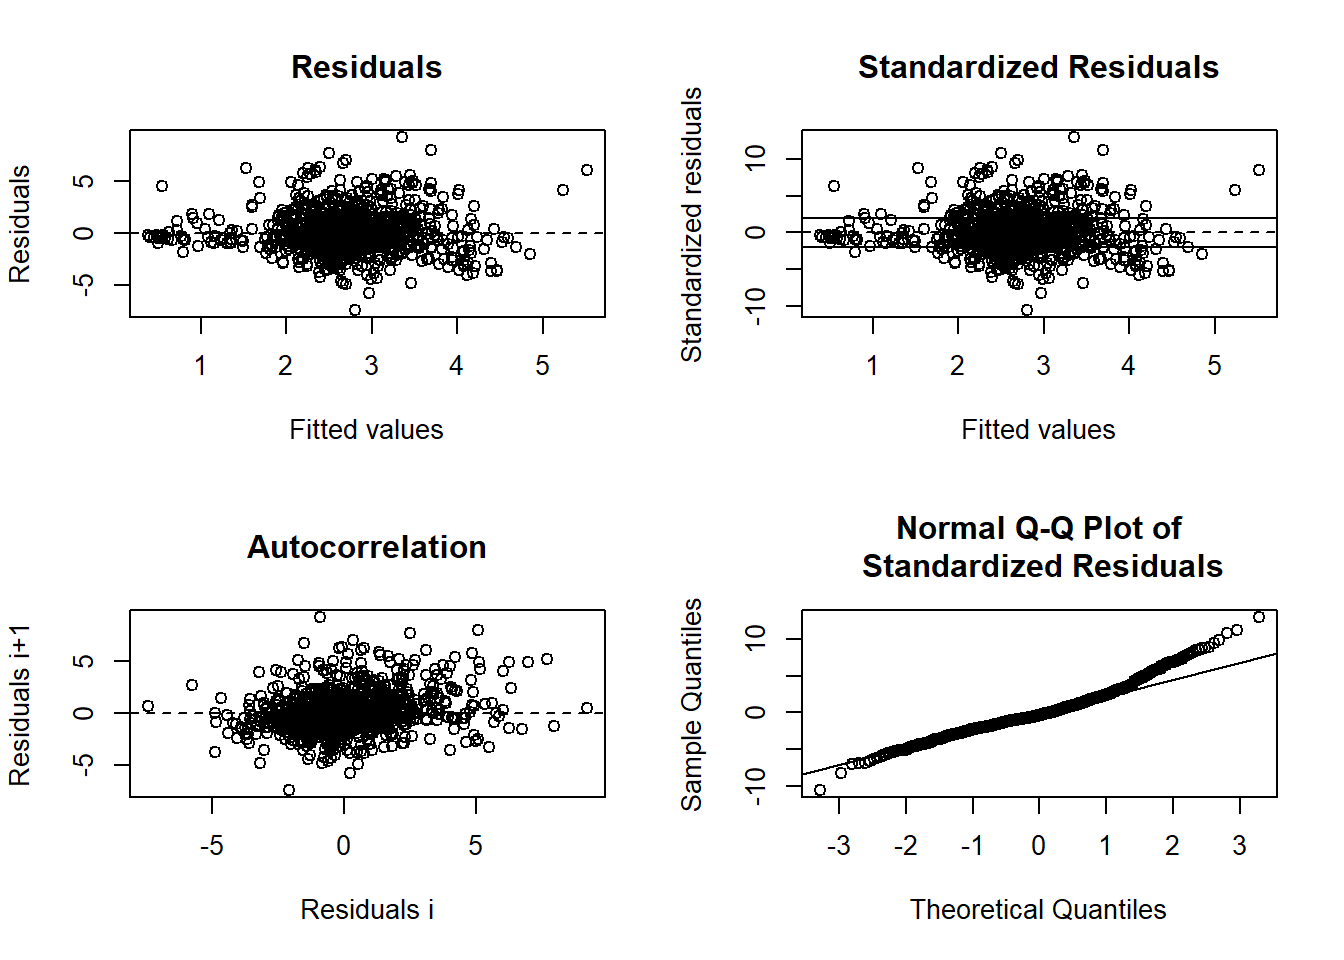 Residuals
Residuals
5
0
-5
1 2 3 4 5
Fitted values
Standardized Residuals
Standardized residuals
10
0
-10
1 2 3 4 5
Fitted values
Autocorrelation
Residuals i+1
5
0
-5
-5 0 5
Residuals i
Normal Q-Q Plot of
Standardized Residuals
Sample Quantiles
10
0
-10
-3 -2 -1 0 1 2 3
Theoretical Quantiles